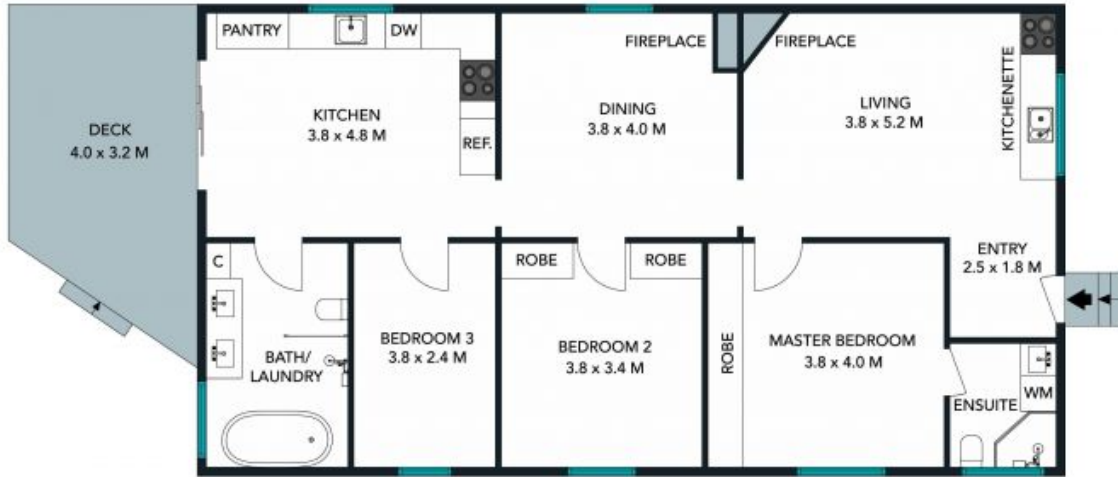 PANTRY
DW
FIREPLACE
FIREPLACE
KITCHENETTE
DECK
4.0 x 3.2 M
KITCHEN
3.8 x 4.8 M
REF.
DINING
3.8 x 4.0 M
LIVING
3.8 x 5.2 M
C
ROBE
ROBE
ENTRY
2.5 x 1.8 M
BATH/
LAUNDRY
BEDROOM 3
3.8 x 2.4 M
BEDROOM 2
3.8 x 3.4 M
ROBE
MASTER BEDROOM
3.8 x 4.0 M
ENSUITE
WM